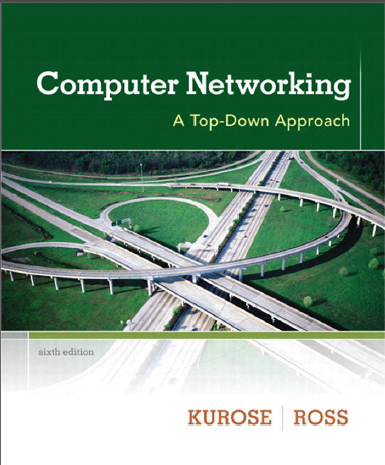 Computer Networking
A Top-Down Approach
sixth edition
KUROSE ROSS